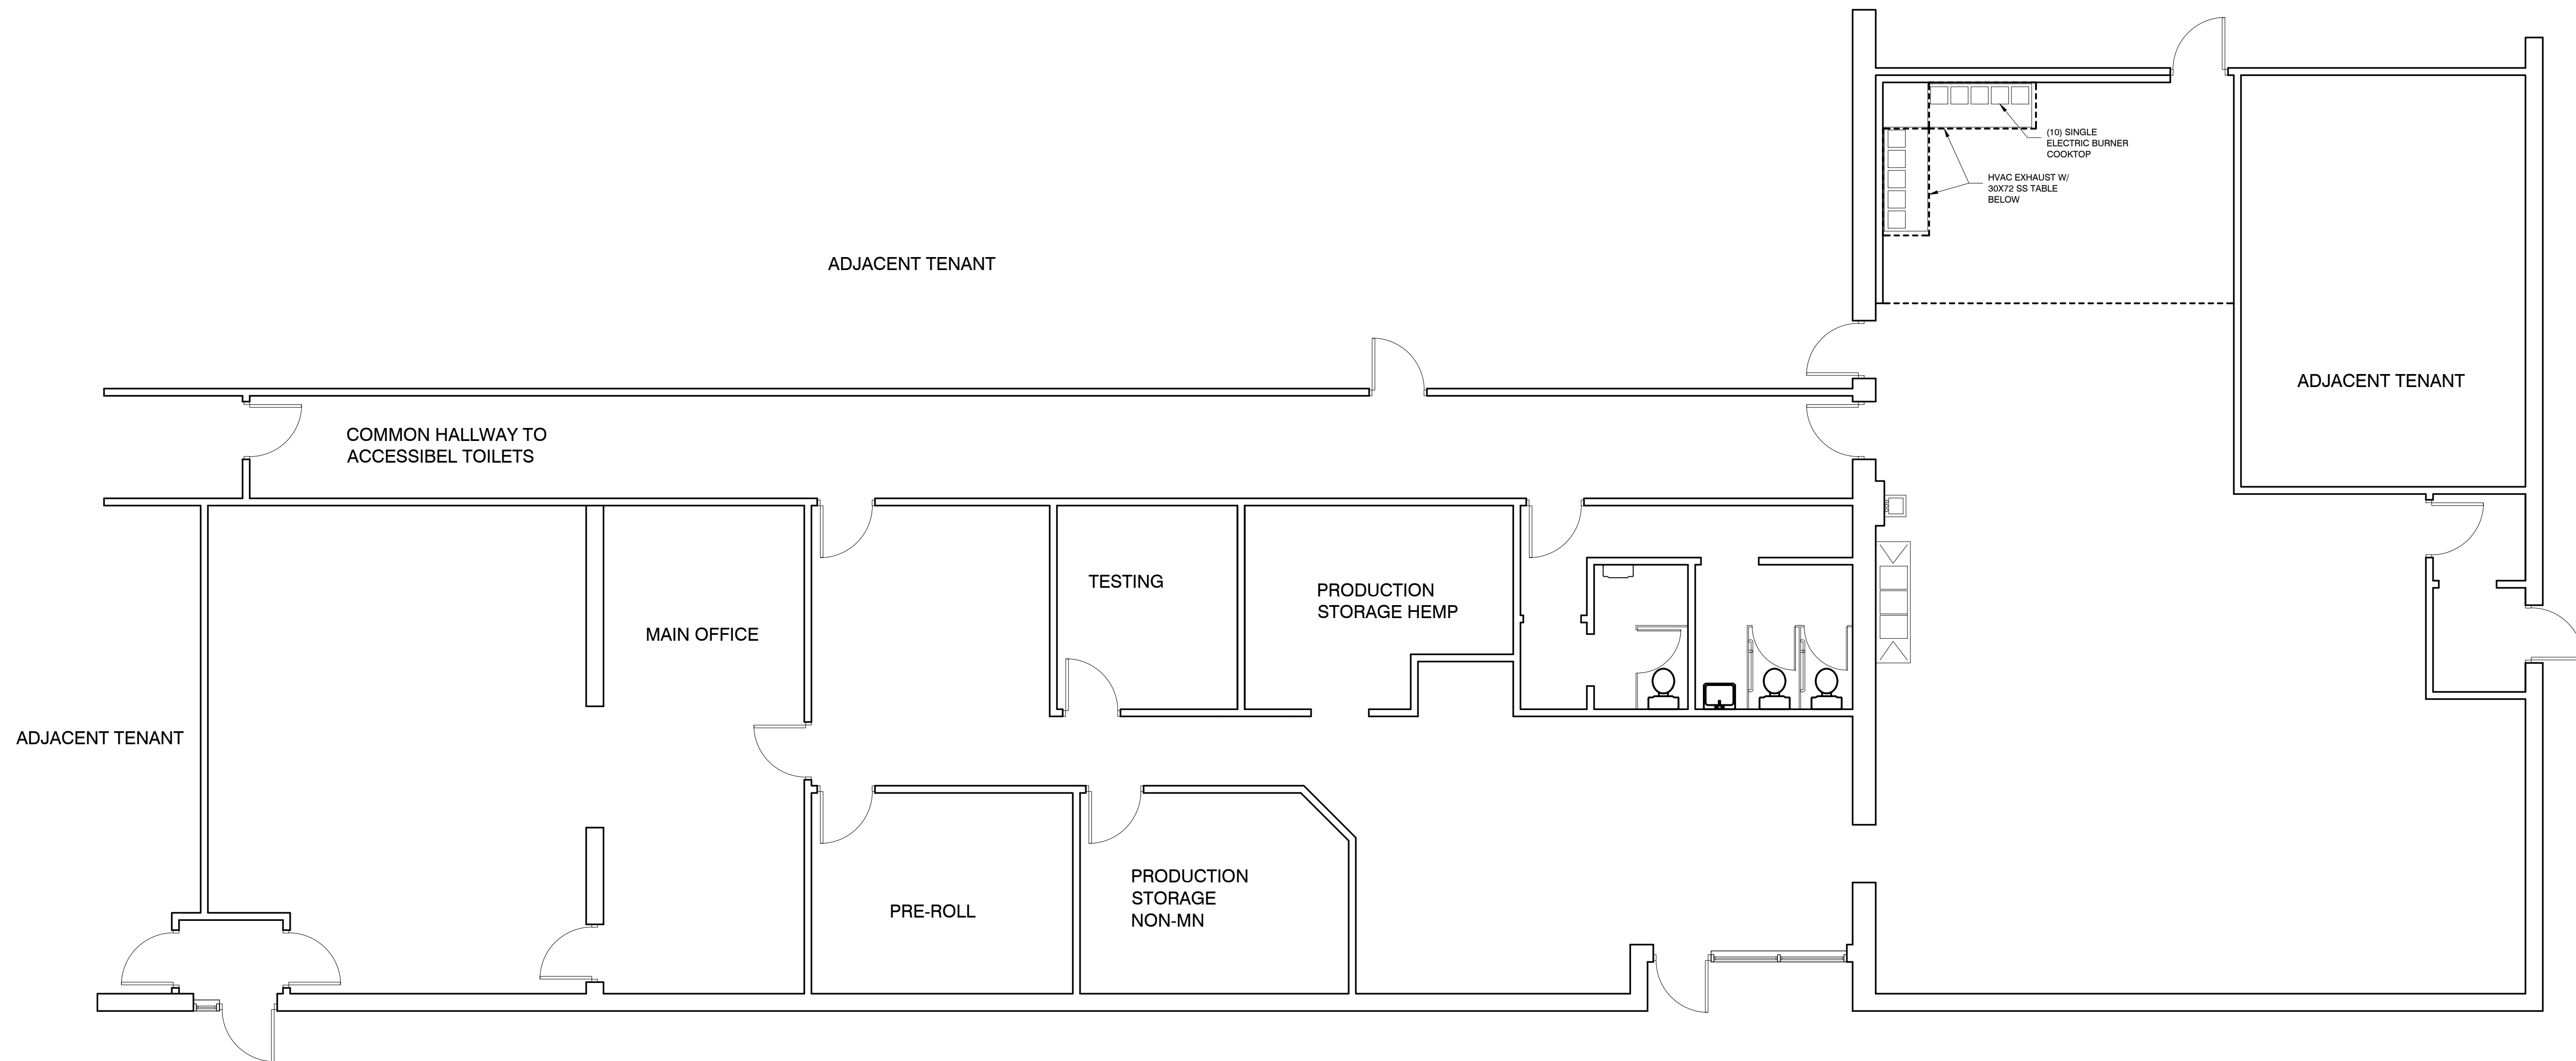 (10) SINGLE
ELECTRIC BURNER
COOKTOP
HVAC EXHAUST W/
30X72 SS TABLE
BELOW
ADJACENT TENANT
ADJACENT TENANT
COMMON HALLWAY TO
ACCESSIBEL TOILETS
TESTING
PRODUCTION
STORAGE HEMP
MAIN OFFICE
ADJACENT TENANT
PRODUCTION
STORAGE
NON-MN
PRE-ROLL